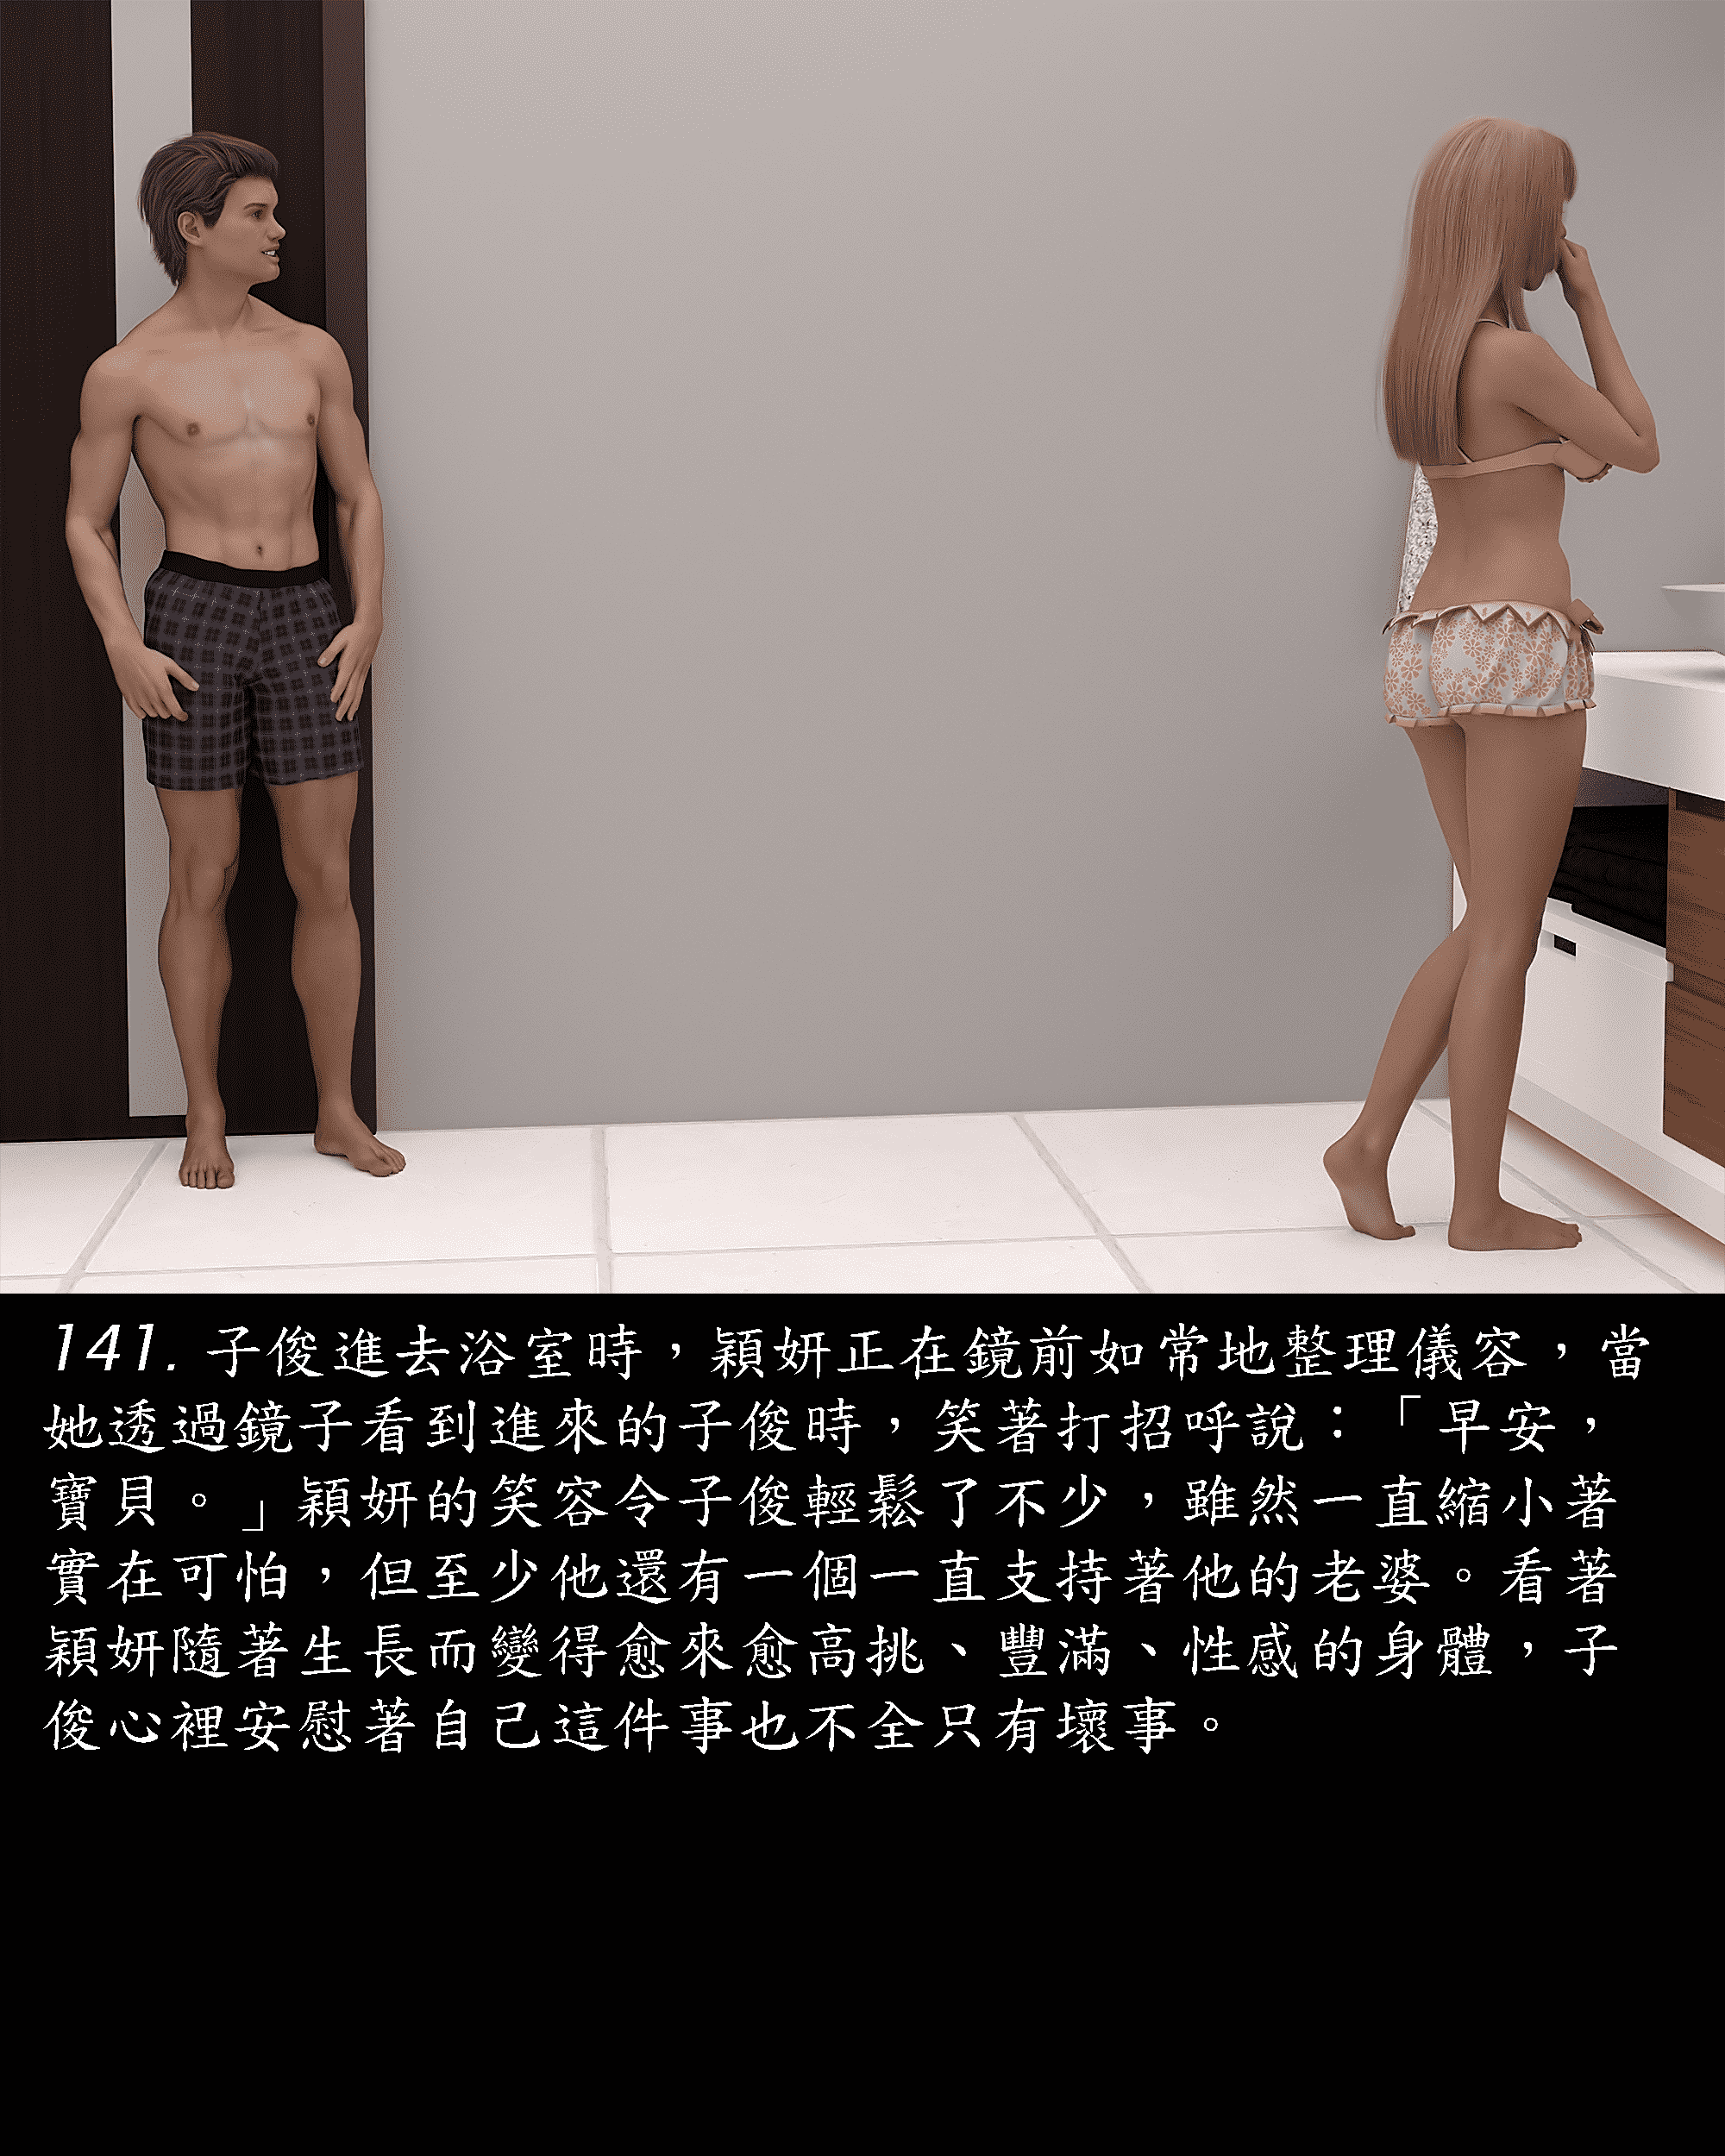 141. 子俊進去浴室時，穎妍正在鏡前如常地整理儀容，當
她透過鏡子看到進來的子俊時，笑著打招呼說：「早安，
寶貝。」穎妍的笑容令子俊輕鬆了不少，雖然一直縮小著
實在可怕，但至少他還有一個一直支持著他的老婆。看著
穎妍隨著生長而變得愈來愈高挑、豐滿、性感的身體，子
俊心裡安慰著自己這件事也不全只有壞事。